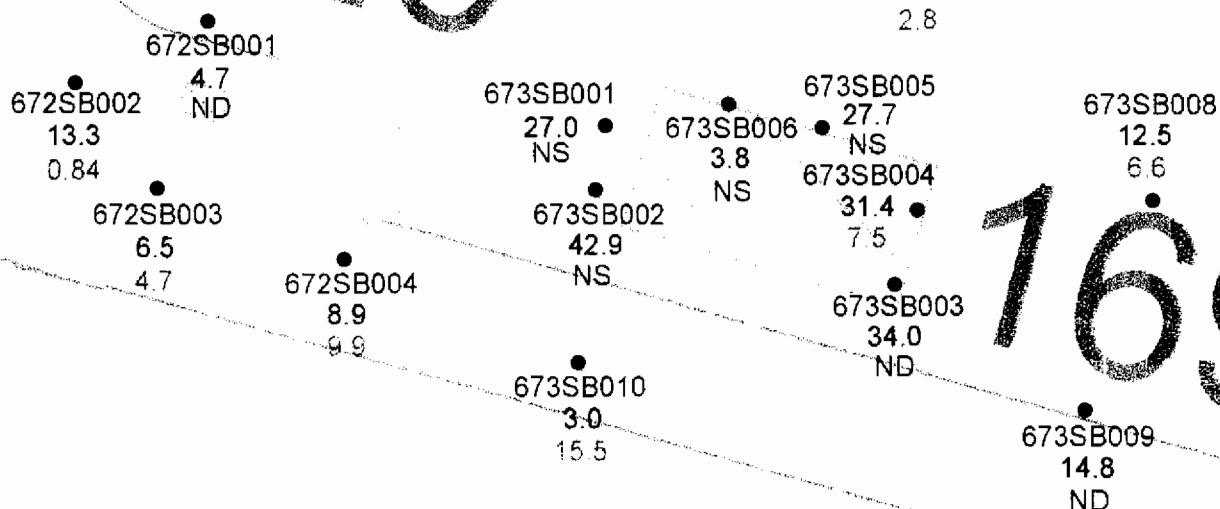 2.8
672SB001
4.7
ND
672SB002
13.3
0.84
672SB003
6.5
4.7
672SB004
8.9
9.9
673SB001
27.0
NS
673SB002
42.9
NS
673SB006
3.8
NS
673SB005
27.7
NS
673SB004
31.4
7.5
673SB003
34.0
ND
673SB008
12.5
6.6
673SB010
3.0
15.5
673SB009
14.8
ND
16